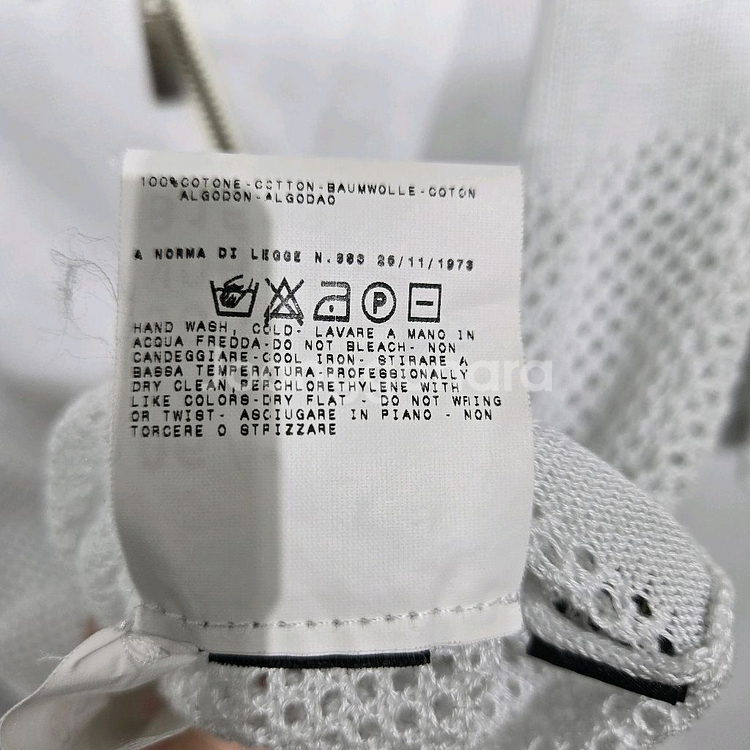 100%COTONE-COTTON-BAUMWOLLE-COTON
ALGODON-ALGODAO
A NORMA DI LEGGE N.883 26/11/1973
P
HAND WASH, COLD- LAVARE A MANO IN
ACQUA FREDDA-DO NOT BLEACH- NON
CANDEGGIARE-COOL IRON- STIRARE A
BASSA TEMPERATURA-PROFESSIONALLY
DRY CLEAN,PERCHLORETHYLENE WITH
LIKE COLORS-DRY FLAT - DO NOT WRING
OR TWIST- ASCIUGARE IN PIANO - NON
TORCERE O STRIZZARE